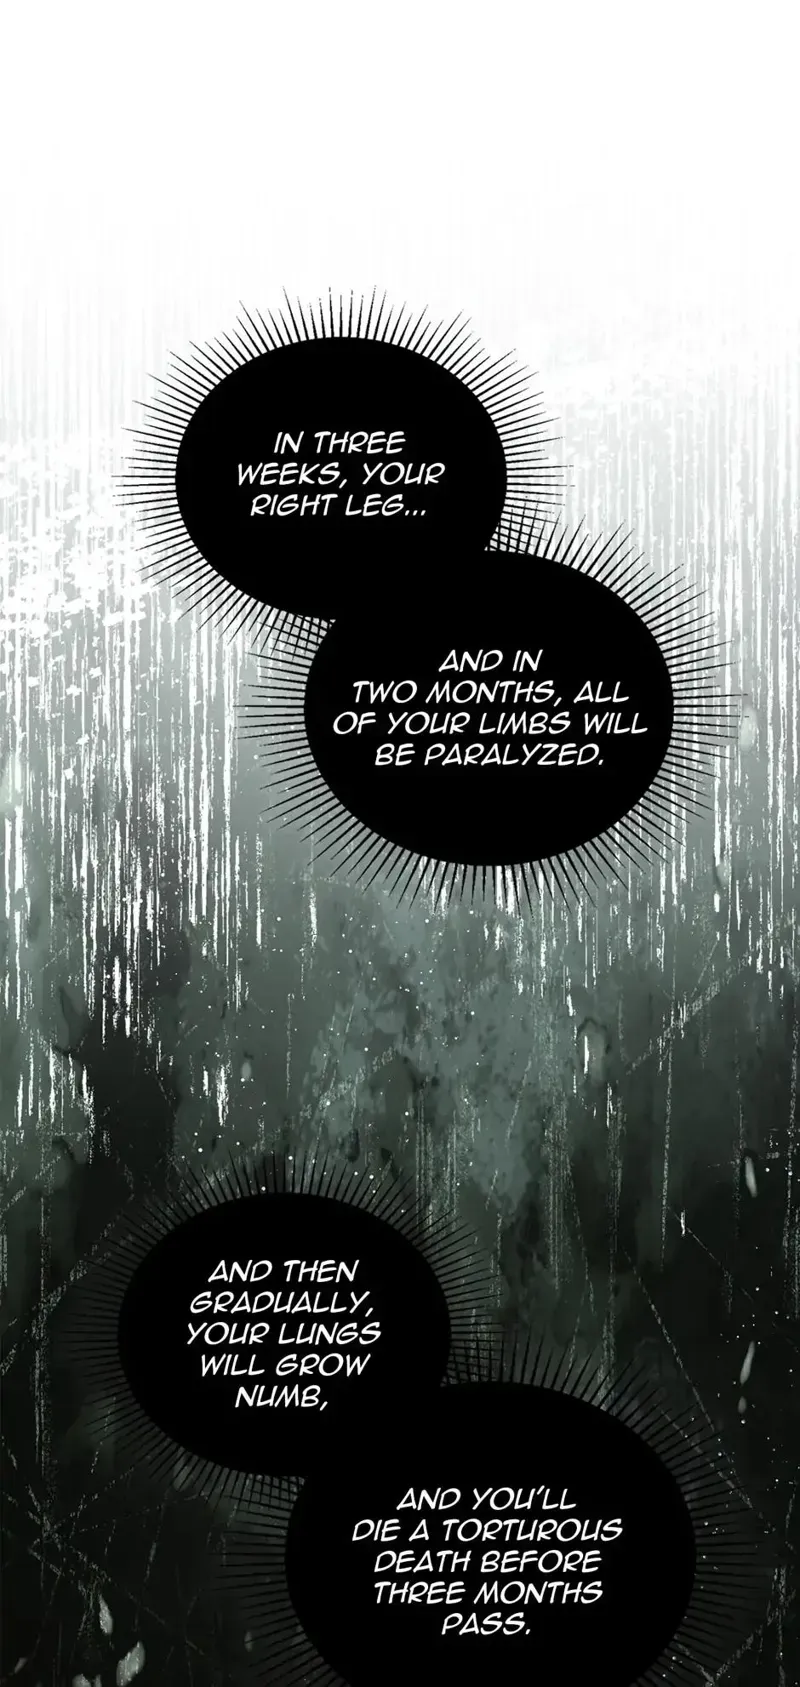 IN THREE
WEEKS, YOUR
RIGHT LEG...
AND IN
TWO MONTHS, ALL
OF YOUR LIMBS WILL
BE PARALYZED.
AND THEN
GRADUALLY,
YOUR LUNGS
WILL GROW
NUMB,
AND YOU'LL
DIE A TORTUROUS
DEATH BEFORE
THREE MONTHS
PASS.